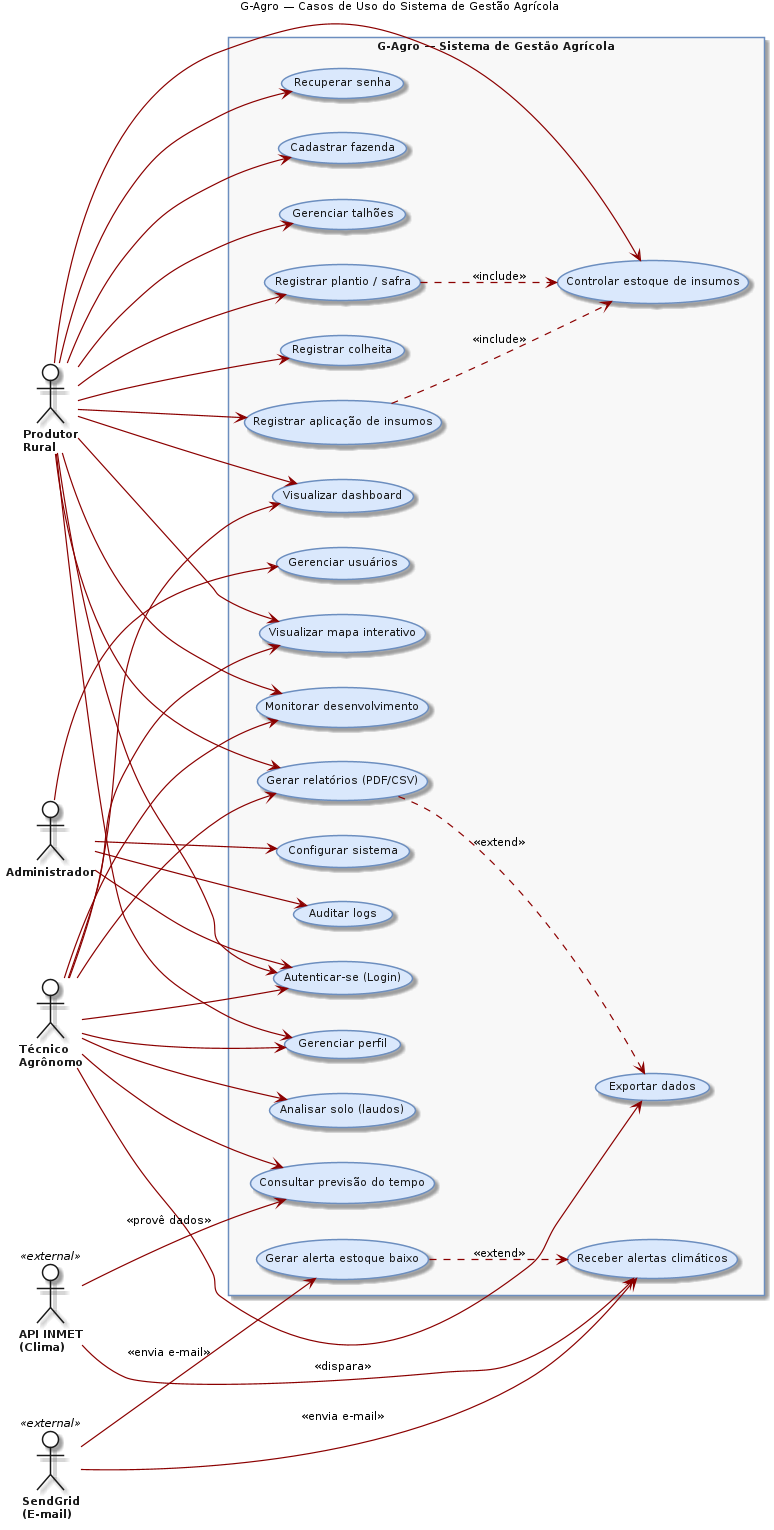 G-Agro — Casos de Uso do Sistema de Gestão Agrícola
G-Agro — Sistema de Gestão Agrícola
Recuperar senha
Cadastrar fazenda
Gerenciar talhões
Registrar plantio / safra
«include»
Controlar estoque de insumos
«include»
Registrar colheita
Registrar aplicação de insumos
Produtor
Rural
Visualizar dashboard
Gerenciar usuários
Visualizar mapa interativo
Monitorar desenvolvimento
Gerar relatórios (PDF/CSV)
«extend»
Configurar sistema
Administrador
Auditar logs
Autenticar-se (Login)
Gerenciar perfil
Técnico
Agrônomo
Exportar dados
Analisar solo (laudos)
Consultar previsão do tempo
«provê dados»
Gerar alerta estoque baixo
«extend»
Receber alertas climáticos
«external»
API INMET
(Clima)
«envia e-mail»
«dispara»
«envia e-mail»
«external»
SendGrid
(E-mail)